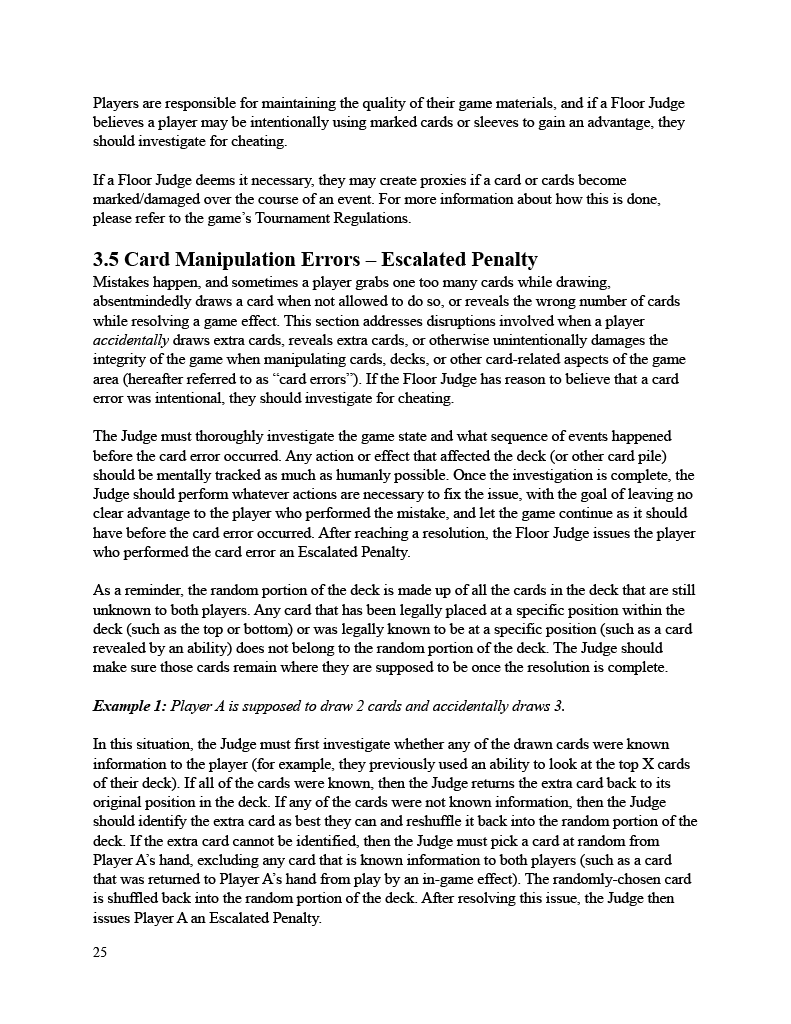 Players are responsible for maintaining the quality of their game materials, and if a Floor Judge
believes a player may be intentionally using marked cards or sleeves to gain an advantage, they
should investigate for cheating.
If a Floor Judge deems it necessary, they may create proxies if a card or cards become
marked/damaged over the course of an event. For more information about how this is done,
please refer to the game’s Tournament Regulations.
3.5 Card Manipulation Errors – Escalated Penalty
Mistakes happen, and sometimes a player grabs one too many cards while drawing,
absentmindedly draws a card when not allowed to do so, or reveals the wrong number of cards
while resolving a game effect. This section addresses disruptions involved when a player
accidentally draws extra cards, reveals extra cards, or otherwise unintentionally damages the
integrity of the game when manipulating cards, decks, or other card-related aspects of the game
area (hereafter referred to as “card errors”). If the Floor Judge has reason to believe that a card
error was intentional, they should investigate for cheating.
The Judge must thoroughly investigate the game state and what sequence of events happened
before the card error occurred. Any action or effect that affected the deck (or other card pile)
should be mentally tracked as much as humanly possible. Once the investigation is complete, the
Judge should perform whatever actions are necessary to fix the issue, with the goal of leaving no
clear advantage to the player who performed the mistake, and let the game continue as it should
have before the card error occurred. After reaching a resolution, the Floor Judge issues the player
who performed the card error an Escalated Penalty.
As a reminder, the random portion of the deck is made up of all the cards in the deck that are still
unknown to both players. Any card that has been legally placed at a specific position within the
deck (such as the top or bottom) or was legally known to be at a specific position (such as a card
revealed by an ability) does not belong to the random portion of the deck. The Judge should
make sure those cards remain where they are supposed to be once the resolution is complete.
Example 1: Player A is supposed to draw 2 cards and accidentally draws 3.
In this situation, the Judge must first investigate whether any of the drawn cards were known
information to the player (for example, they previously used an ability to look at the top X cards
of their deck). If all of the cards were known, then the Judge returns the extra card back to its
original position in the deck. If any of the cards were not known information, then the Judge
should identify the extra card as best they can and reshuffle it back into the random portion of the
deck. If the extra card cannot be identified, then the Judge must pick a card at random from
Player A’s hand, excluding any card that is known information to both players (such as a card
that was returned to Player A’s hand from play by an in-game effect). The randomly-chosen card
is shuffled back into the random portion of the deck. After resolving this issue, the Judge then
issues Player A an Escalated Penalty.
25